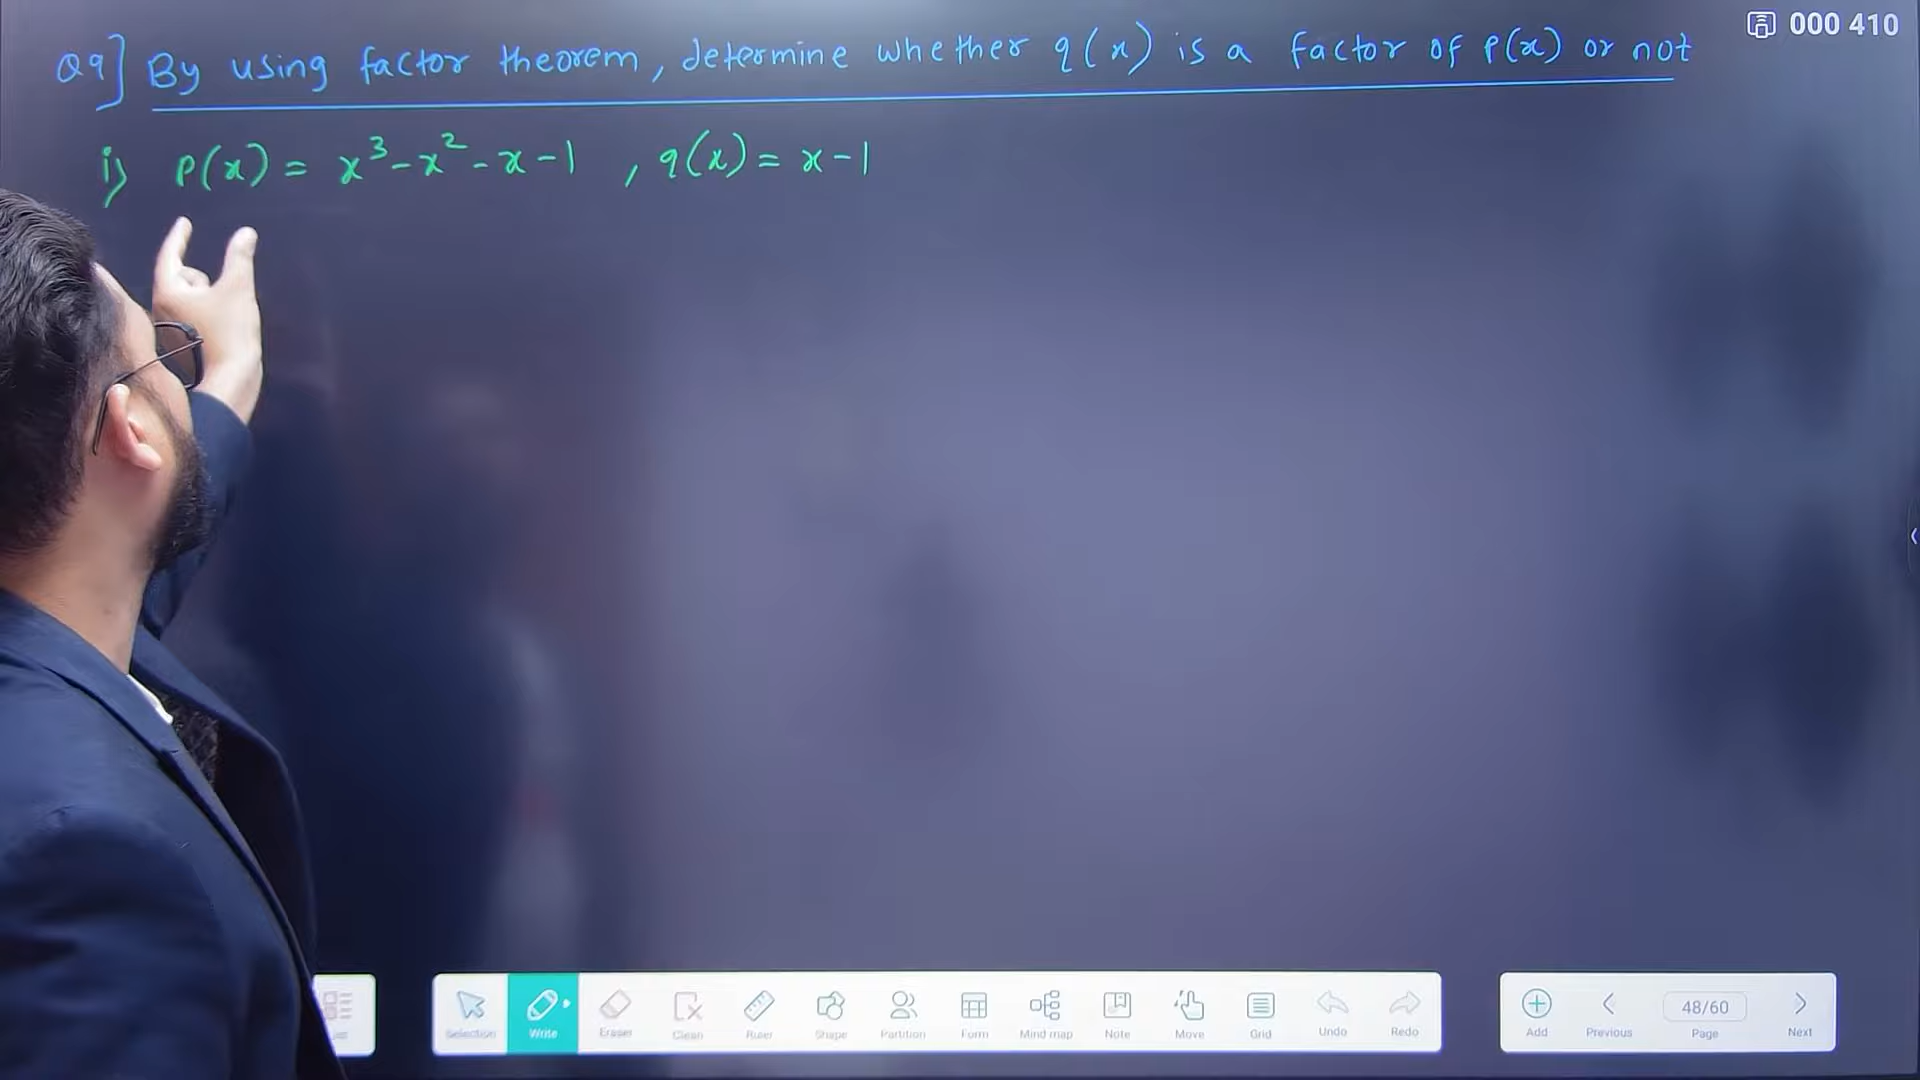 000 410
Q9] By using factor theorem, determine whether q(x) is a factor of P(x) or not
i) P(x) = x³-x²-x-1 , q(x) = x-1
Selection Write Eraser Clean Ruler Shape Partition Form Mind map Note Move Grid Undo Redo
Add Previous 48/60 Page Next